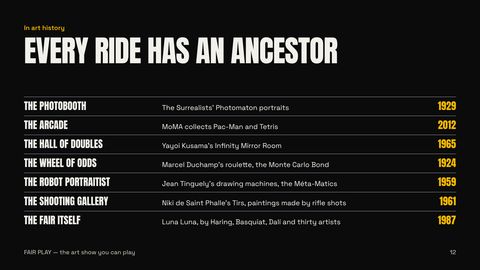 In art history
EVERY RIDE HAS AN ANCESTOR
THE PHOTOBOOTH The Surrealists' Photomaton portraits 1929
THE ARCADE MoMA collects Pac-Man and Tetris 2012
THE HALL OF DOUBLES Yayoi Kusama's Infinity Mirror Room 1965
THE WHEEL OF ODDS Marcel Duchamp's roulette, the Monte Carlo Bond 1924
THE ROBOT PORTRAITIST Jean Tinguely's drawing machines, the Méta-Matics 1959
THE SHOOTING GALLERY Niki de Saint Phalle's Tirs, paintings made by rifle shots 1961
THE FAIR ITSELF Luna Luna, by Haring, Basquiat, Dalí and thirty artists 1987
FAIR PLAY — the art show you can play 12